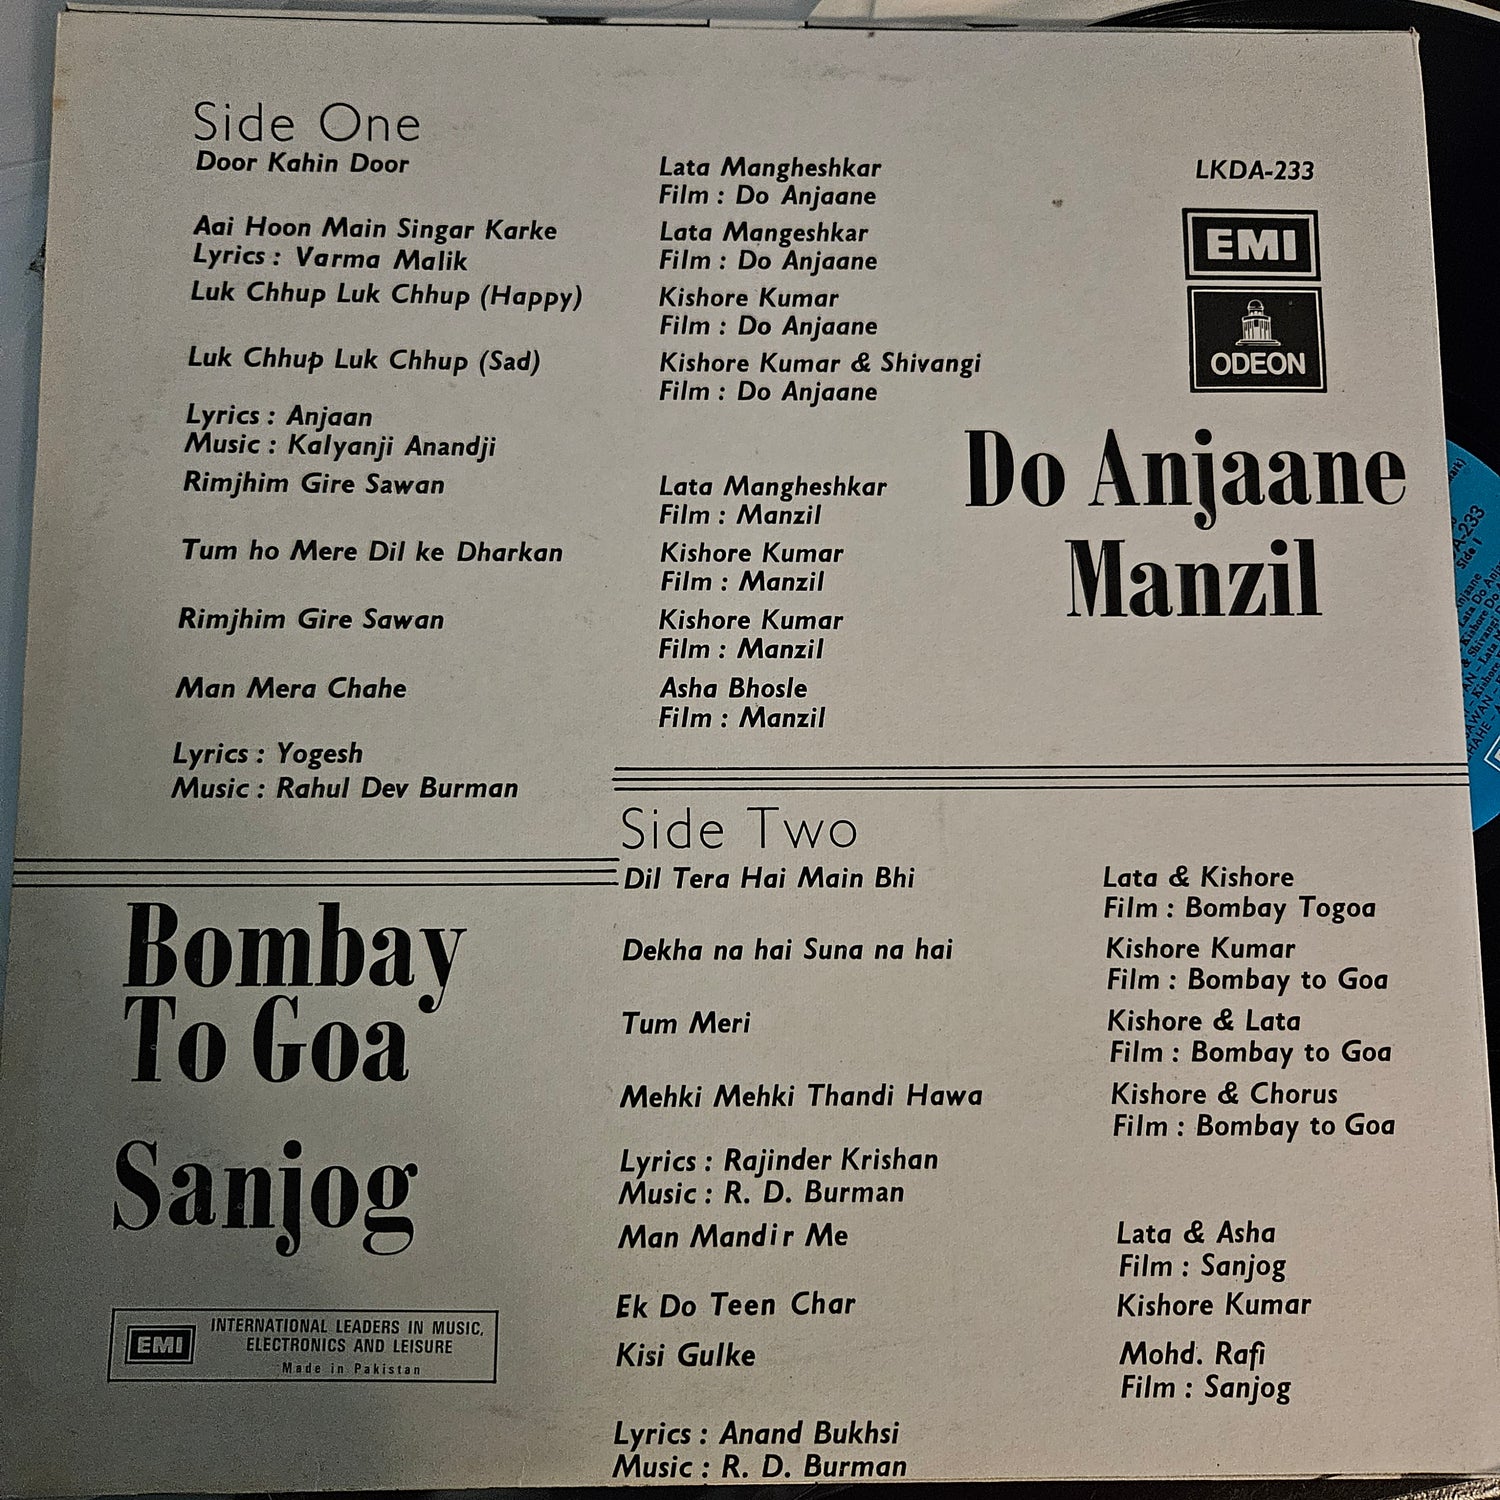 Side One
Door Kahin Door
Lata Mangheshkar
Film : Do Anjaane
Aai Hoon Main Singar Karke
Lyrics : Varma Malik
Lata Mangeshkar
Film : Do Anjaane
Luk Chhup Luk Chhup (Happy)
Kishore Kumar
Film : Do Anjaane
Luk Chhup Luk Chhup (Sad)
Kishore Kumar & Shivangi
Film : Do Anjaane
Lyrics : Anjaan
Music : Kalyanji Anandji
Rimjhim Gire Sawan
Lata Mangheshkar
Film : Manzil
Tum ho Mere Dil ke Dharkan
Kishore Kumar
Film : Manzil
Rimjhim Gire Sawan
Kishore Kumar
Film : Manzil
Man Mera Chahe
Asha Bhosle
Film : Manzil
Lyrics : Yogesh
Music : Rahul Dev Burman
LKDA-233
EMI
ODEON
Do Anjaane
Manzil
Side 1
Bombay
To Goa
Sanjog
EMI
INTERNATIONAL LEADERS IN MUSIC,
ELECTRONICS AND LEISURE
Made in Pakistan
Side Two
Dil Tera Hai Main Bhi
Lata & Kishore
Film : Bombay Togoa
Dekha na hai Suna na hai
Kishore Kumar
Film : Bombay to Goa
Tum Meri
Kishore & Lata
Film : Bombay to Goa
Mehki Mehki Thandi Hawa
Kishore & Chorus
Film : Bombay to Goa
Lyrics : Rajinder Krishan
Music : R. D. Burman
Man Mandir Me
Lata & Asha
Film : Sanjog
Ek Do Teen Char
Kishore Kumar
Kisi Gulke
Mohd. Rafi
Film : Sanjog
Lyrics : Anand Bukhsi
Music : R. D. Burman